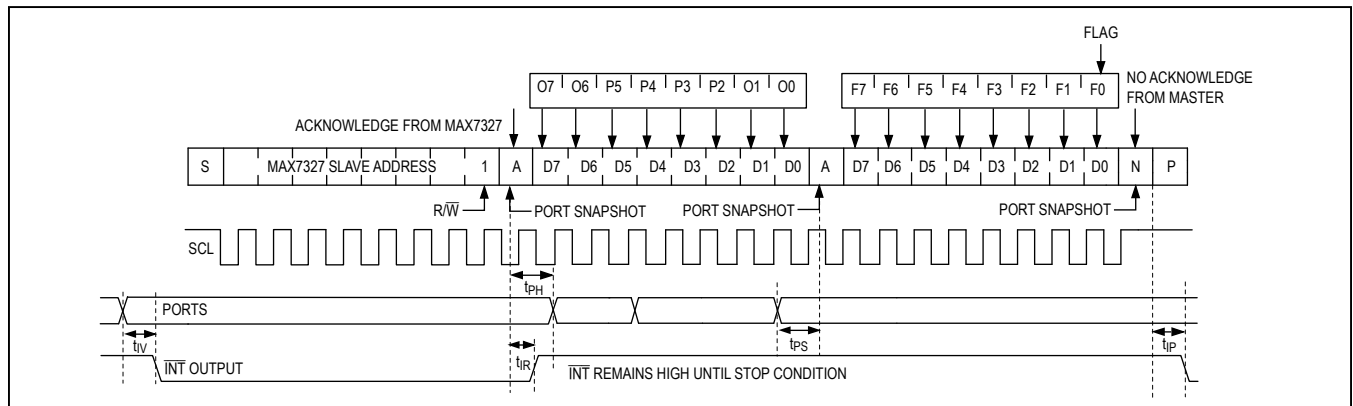 FLAG
O7 O6 P5 P4 P3 P2 O1 O0
F7 F6 F5 F4 F3 F2 F1 F0
NO ACKNOWLEDGE
FROM MASTER
ACKNOWLEDGE FROM MAX7327
S MAX7327 SLAVE ADDRESS 1 A D7 D6 D5 D4 D3 D2 D1 D0 A D7 D6 D5 D4 D3 D2 D1 D0 N P
R/W̅ PORT SNAPSHOT PORT SNAPSHOT PORT SNAPSHOT
SCL
tPH
PORTS
tIV tIR tPS tIP
I̅N̅T̅ OUTPUT
I̅N̅T̅ REMAINS HIGH UNTIL STOP CONDITION